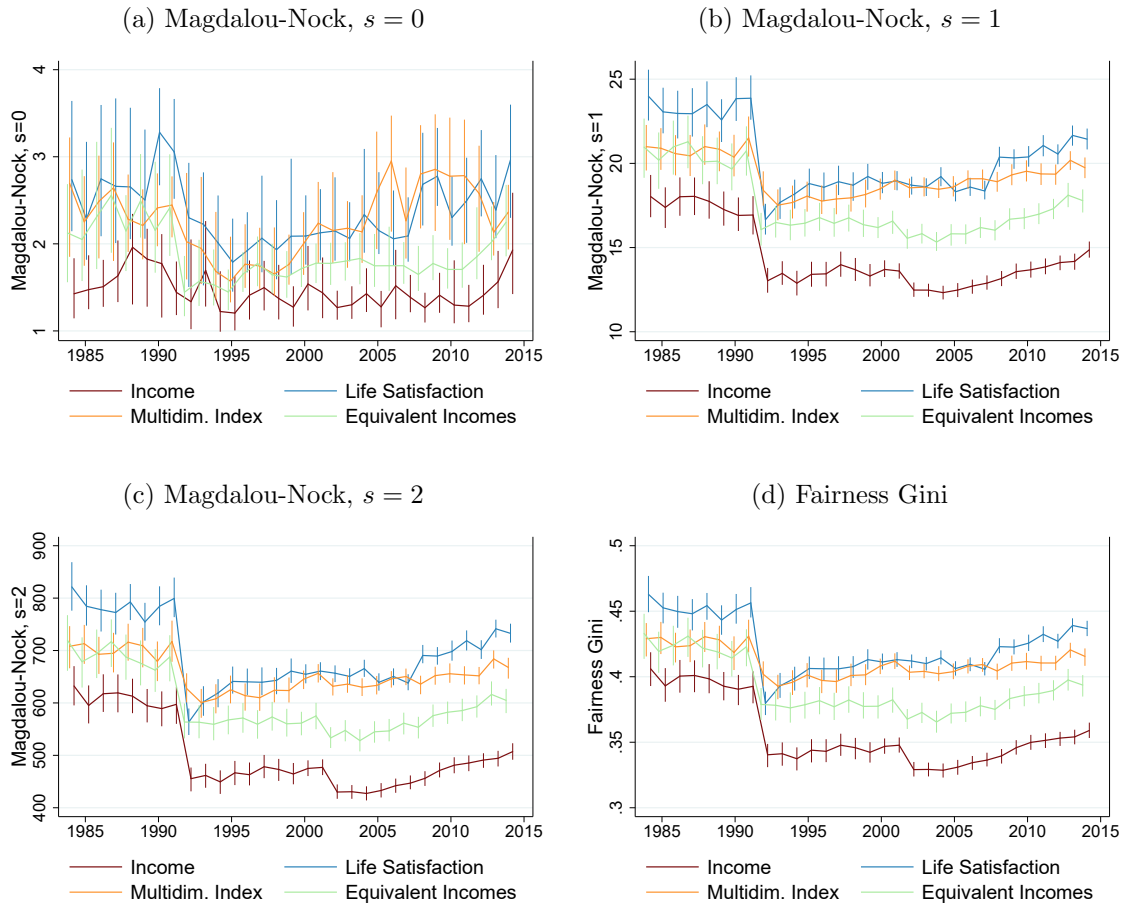 (a) Magdalou-Nock, s = 0
Magdalou-Nock, s=0
4
3
2
1
1985 1990 1995 2000 2005 2010 2015
Income Life Satisfaction
Multidim. Index Equivalent Incomes
(b) Magdalou-Nock, s = 1
Magdalou-Nock, s=1
25
20
15
10
1985 1990 1995 2000 2005 2010 2015
Income Life Satisfaction
Multidim. Index Equivalent Incomes
(c) Magdalou-Nock, s = 2
Magdalou-Nock, s=2
900
800
700
600
500
400
1985 1990 1995 2000 2005 2010 2015
Income Life Satisfaction
Multidim. Index Equivalent Incomes
(d) Fairness Gini
Fairness Gini
.5
.45
.4
.35
.3
1985 1990 1995 2000 2005 2010 2015
Income Life Satisfaction
Multidim. Index Equivalent Incomes